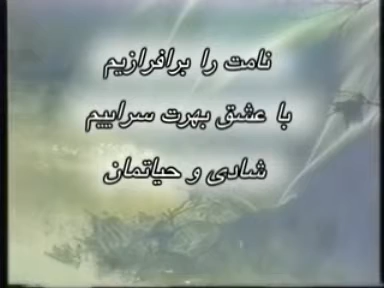 نامت را برافرازیم
با عشق بهرت سراییم
شادی و حیاتمان